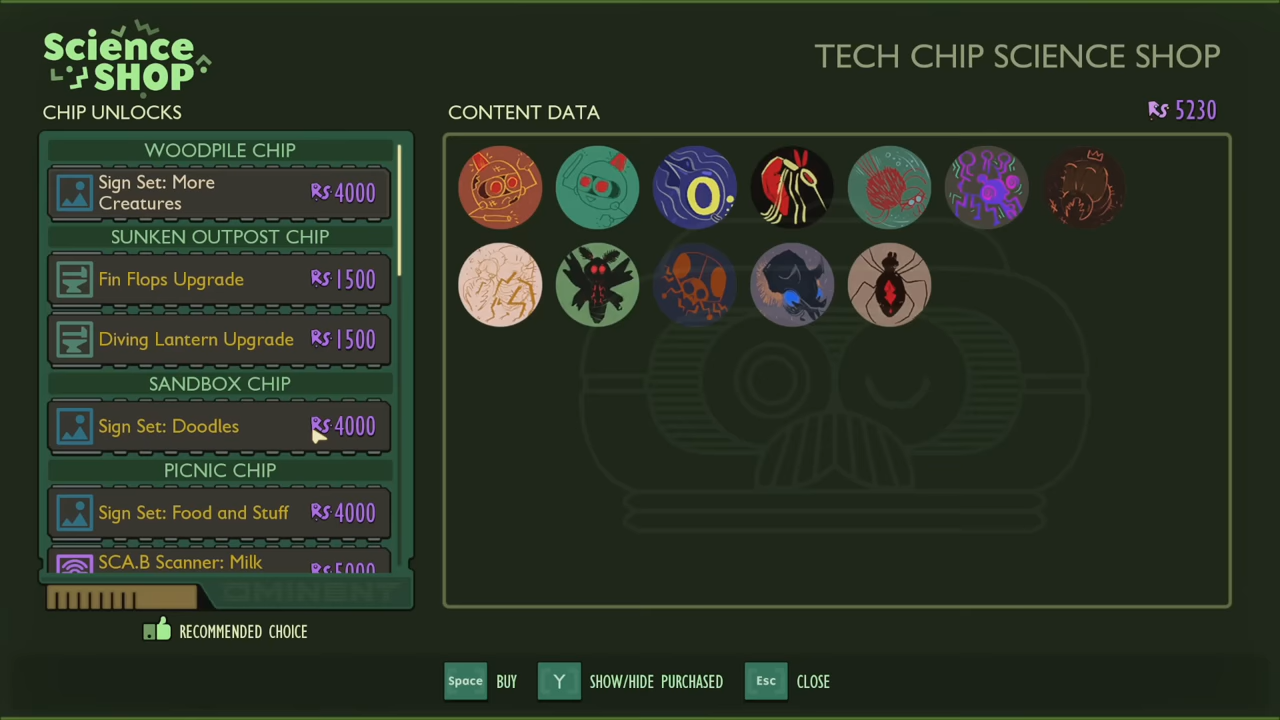 Science
SHOP
TECH CHIP SCIENCE SHOP
CHIP UNLOCKS
CONTENT DATA
RS 5230
WOODPILE CHIP
Sign Set: More
Creatures
RS 4000
SUNKEN OUTPOST CHIP
Fin Flops Upgrade RS 1500
Diving Lantern Upgrade RS 1500
SANDBOX CHIP
Sign Set: Doodles RS 4000
PICNIC CHIP
Sign Set: Food and Stuff RS 4000
SCA.B Scanner: Milk
RS 5000
OMINENT
RECOMMENDED CHOICE
Space BUY Y SHOW/HIDE PURCHASED Esc CLOSE